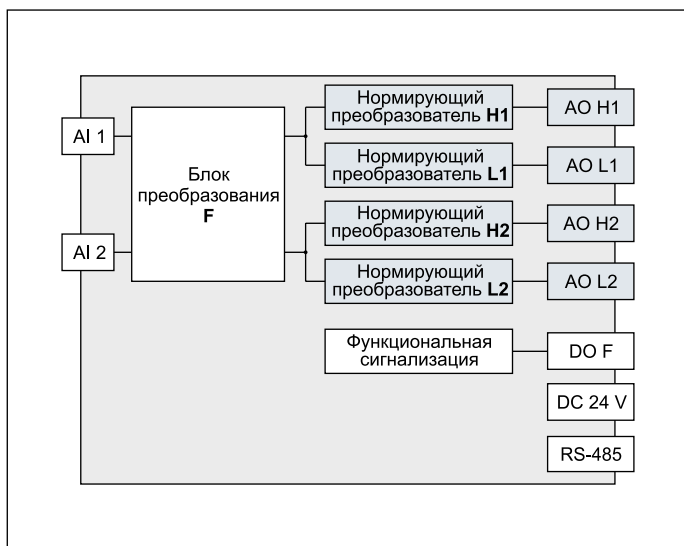 AI 1
AI 2
Блок
преобразования
F
Нормирующий
преобразователь H1
Нормирующий
преобразователь L1
Нормирующий
преобразователь H2
Нормирующий
преобразователь L2
Функциональная
сигнализация
AO H1
AO L1
AO H2
AO L2
DO F
DC 24 V
RS-485